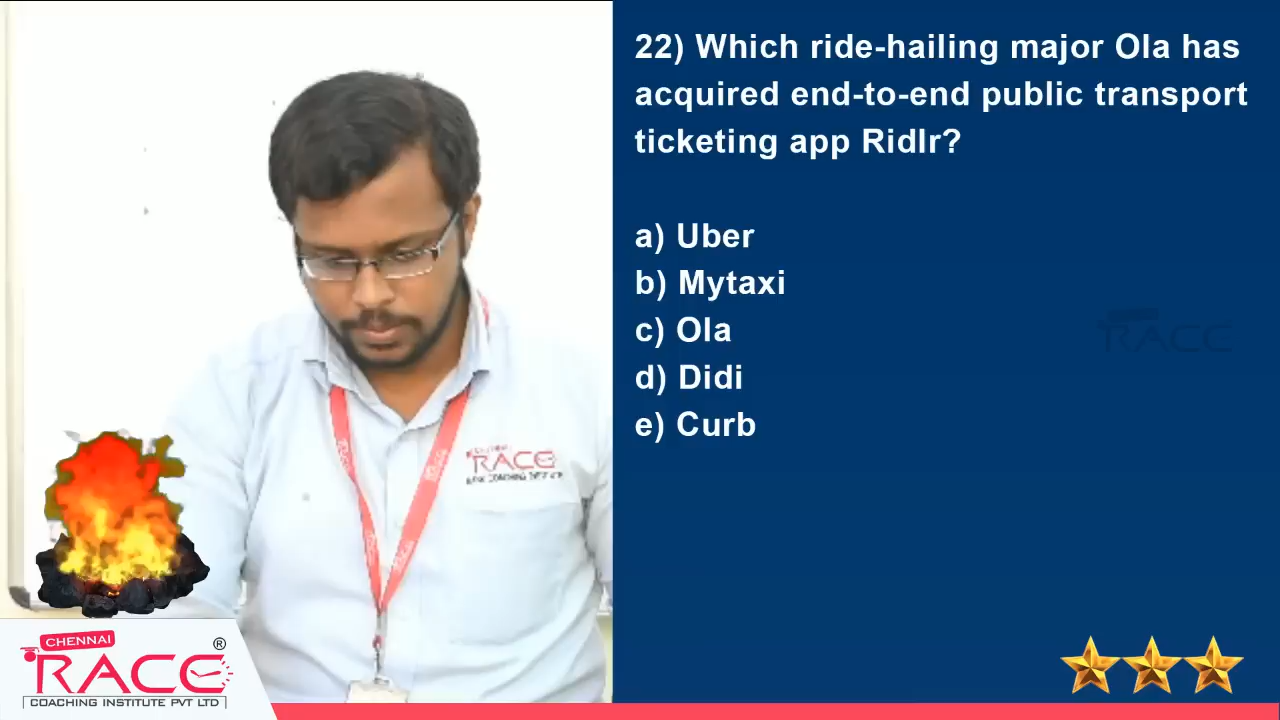 22) Which ride-hailing major Ola has
acquired end-to-end public transport
ticketing app Ridlr?
a) Uber
b) Mytaxi
c) Ola
d) Didi
e) Curb
RACE
RACE
CHENNAI
RACE ®
COACHING INSTITUTE PVT LTD